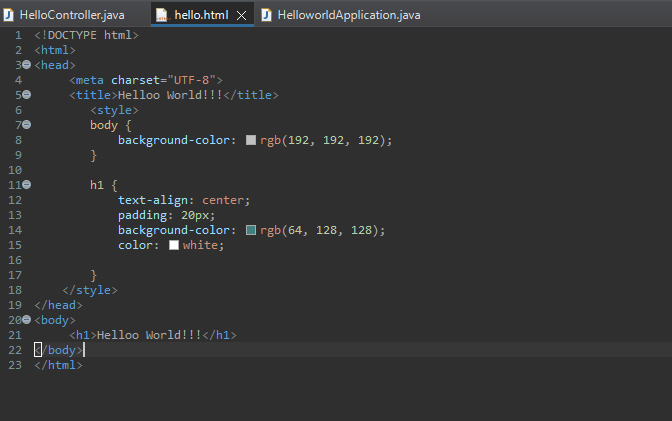 HelloController.java hello.html HelloworldApplication.java
1 <!DOCTYPE html>
2 <html>
3 <head>
4 <meta charset="UTF-8">
5 <title>Helloo World!!!</title>
6 <style>
7 body {
8 background-color: rgb(192, 192, 192);
9 }
10
11 h1 {
12 text-align: center;
13 padding: 20px;
14 background-color: rgb(64, 128, 128);
15 color: white;
16
17 }
18 </style>
19 </head>
20 <body>
21 <h1>Helloo World!!!</h1>
22 </body>
23 </html>